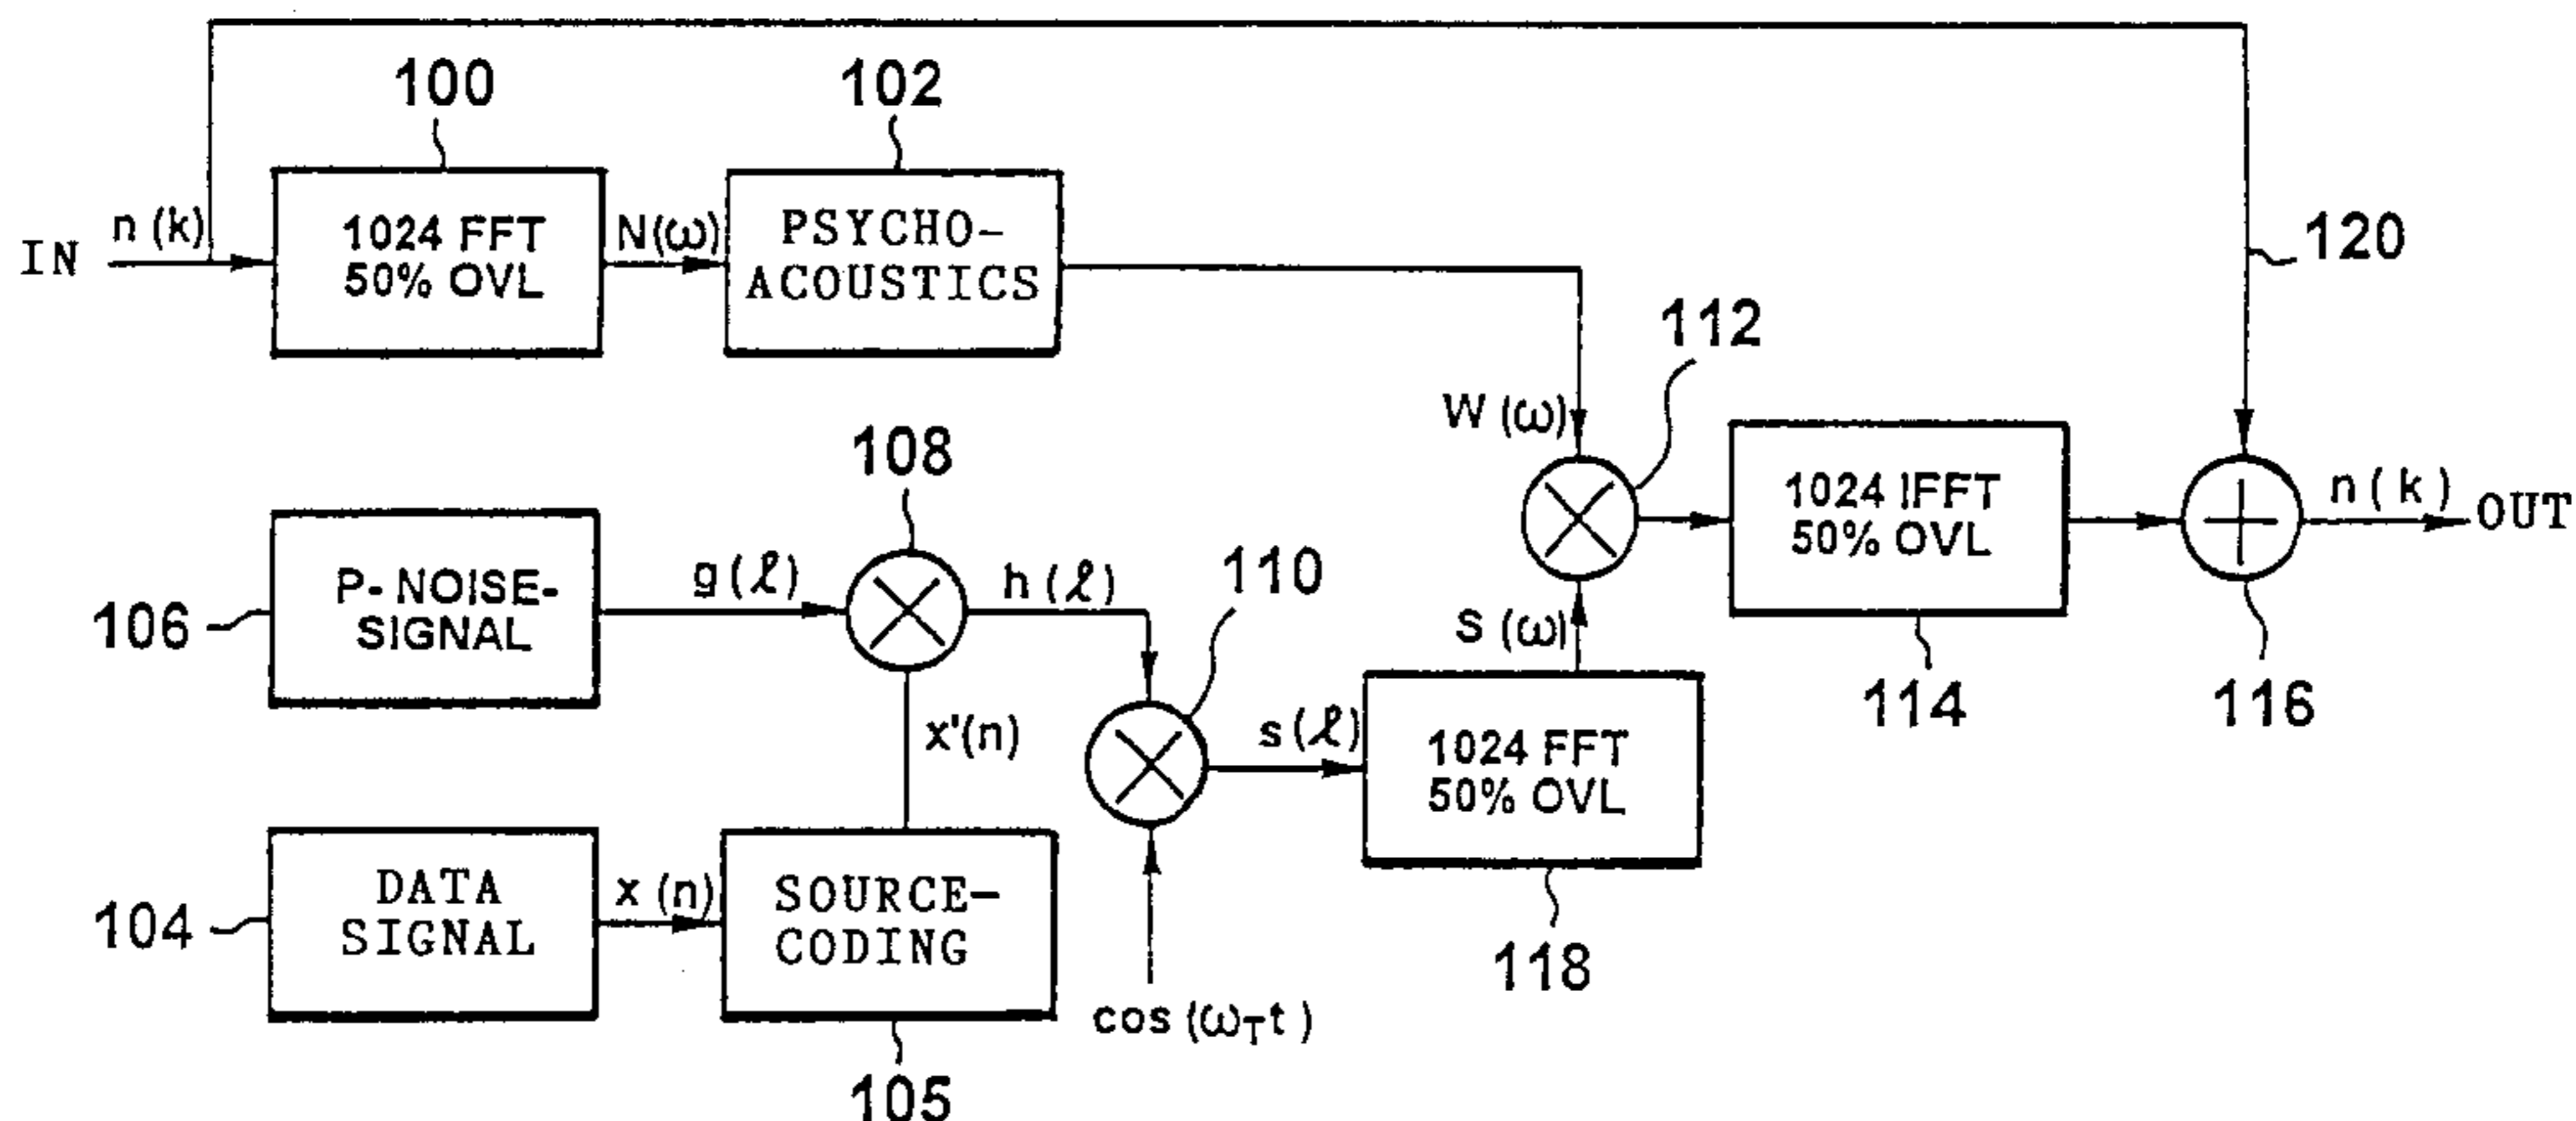 100
102
IN
n (k)
1024 FFT
50% OVL
N(ω)
PSYCHO-
ACOUSTICS
120
112
W (ω)
108
1024 IFFT
50% OVL
n ( k )
OUT
106
P- NOISE-
SIGNAL
g (ℓ)
h (ℓ)
110
S (ω)
114
116
x'(n)
s (ℓ)
1024 FFT
50% OVL
104
DATA
SIGNAL
x (n)
SOURCE-
CODING
118
cos (ωTt )
105